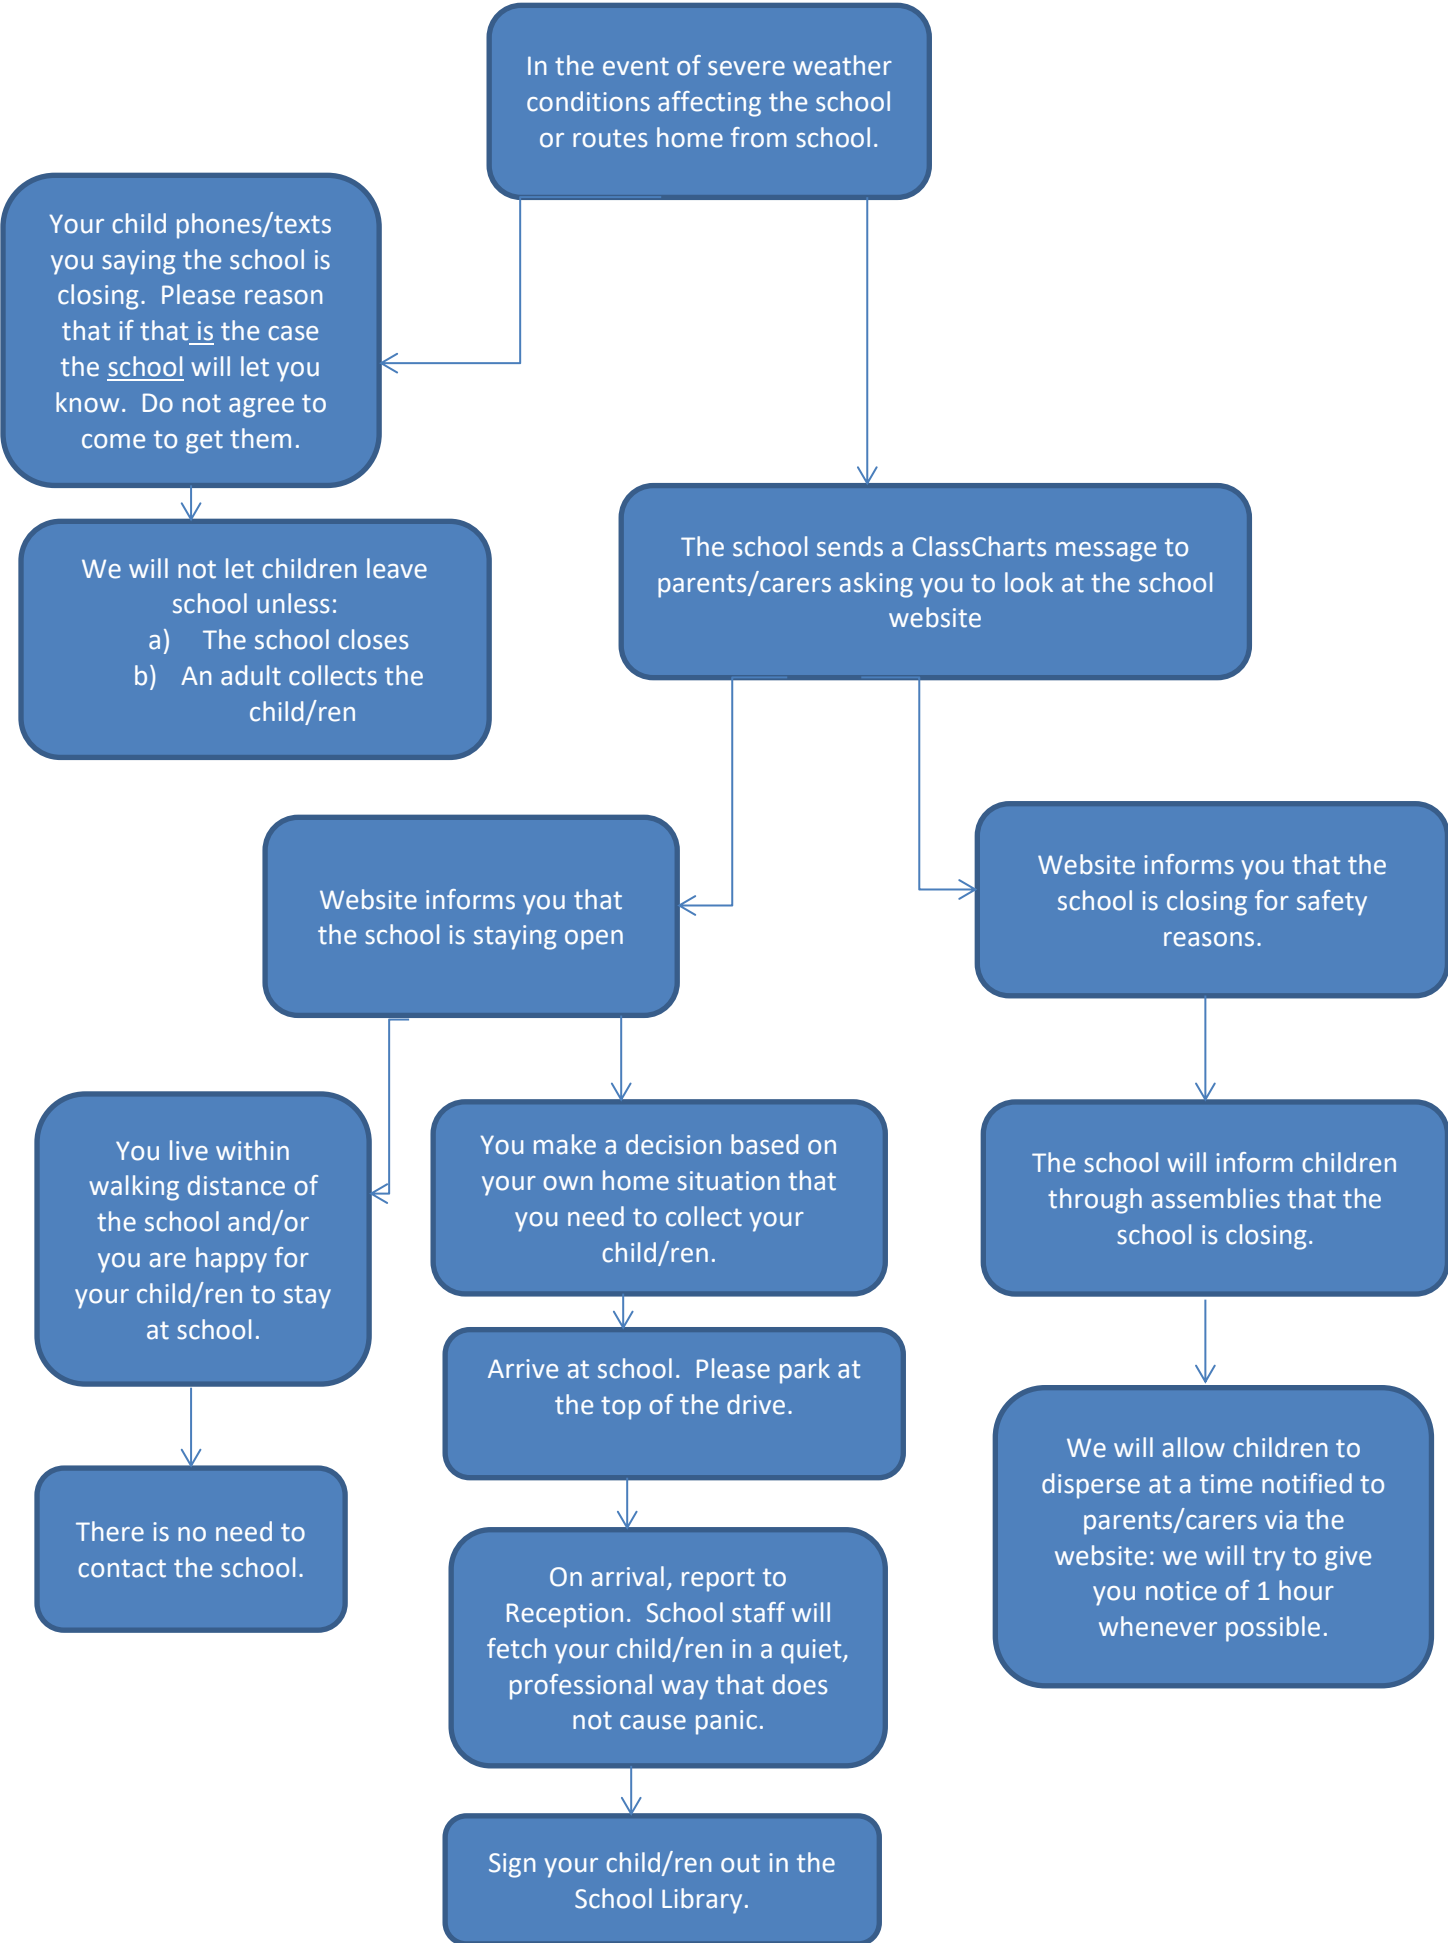 In the event of severe weather
conditions affecting the school
or routes home from school.
Your child phones/texts
you saying the school is
closing.  Please reason
that if that is the case
the school will let you
know.  Do not agree to
come to get them.
We will not let children leave
school unless:
a) The school closes
b) An adult collects the
child/ren
The school sends a ClassCharts message to
parents/carers asking you to look at the school
website
Website informs you that
the school is staying open
Website informs you that the
school is closing for safety
reasons.
You live within
walking distance of
the school and/or
you are happy for
your child/ren to stay
at school.
There is no need to
contact the school.
You make a decision based on
your own home situation that
you need to collect your
child/ren.
Arrive at school.  Please park at
the top of the drive.
On arrival, report to
Reception.  School staff will
fetch your child/ren in a quiet,
professional way that does
not cause panic.
Sign your child/ren out in the
School Library.
The school will inform children
through assemblies that the
school is closing.
We will allow children to
disperse at a time notified to
parents/carers via the
website: we will try to give
you notice of 1 hour
whenever possible.